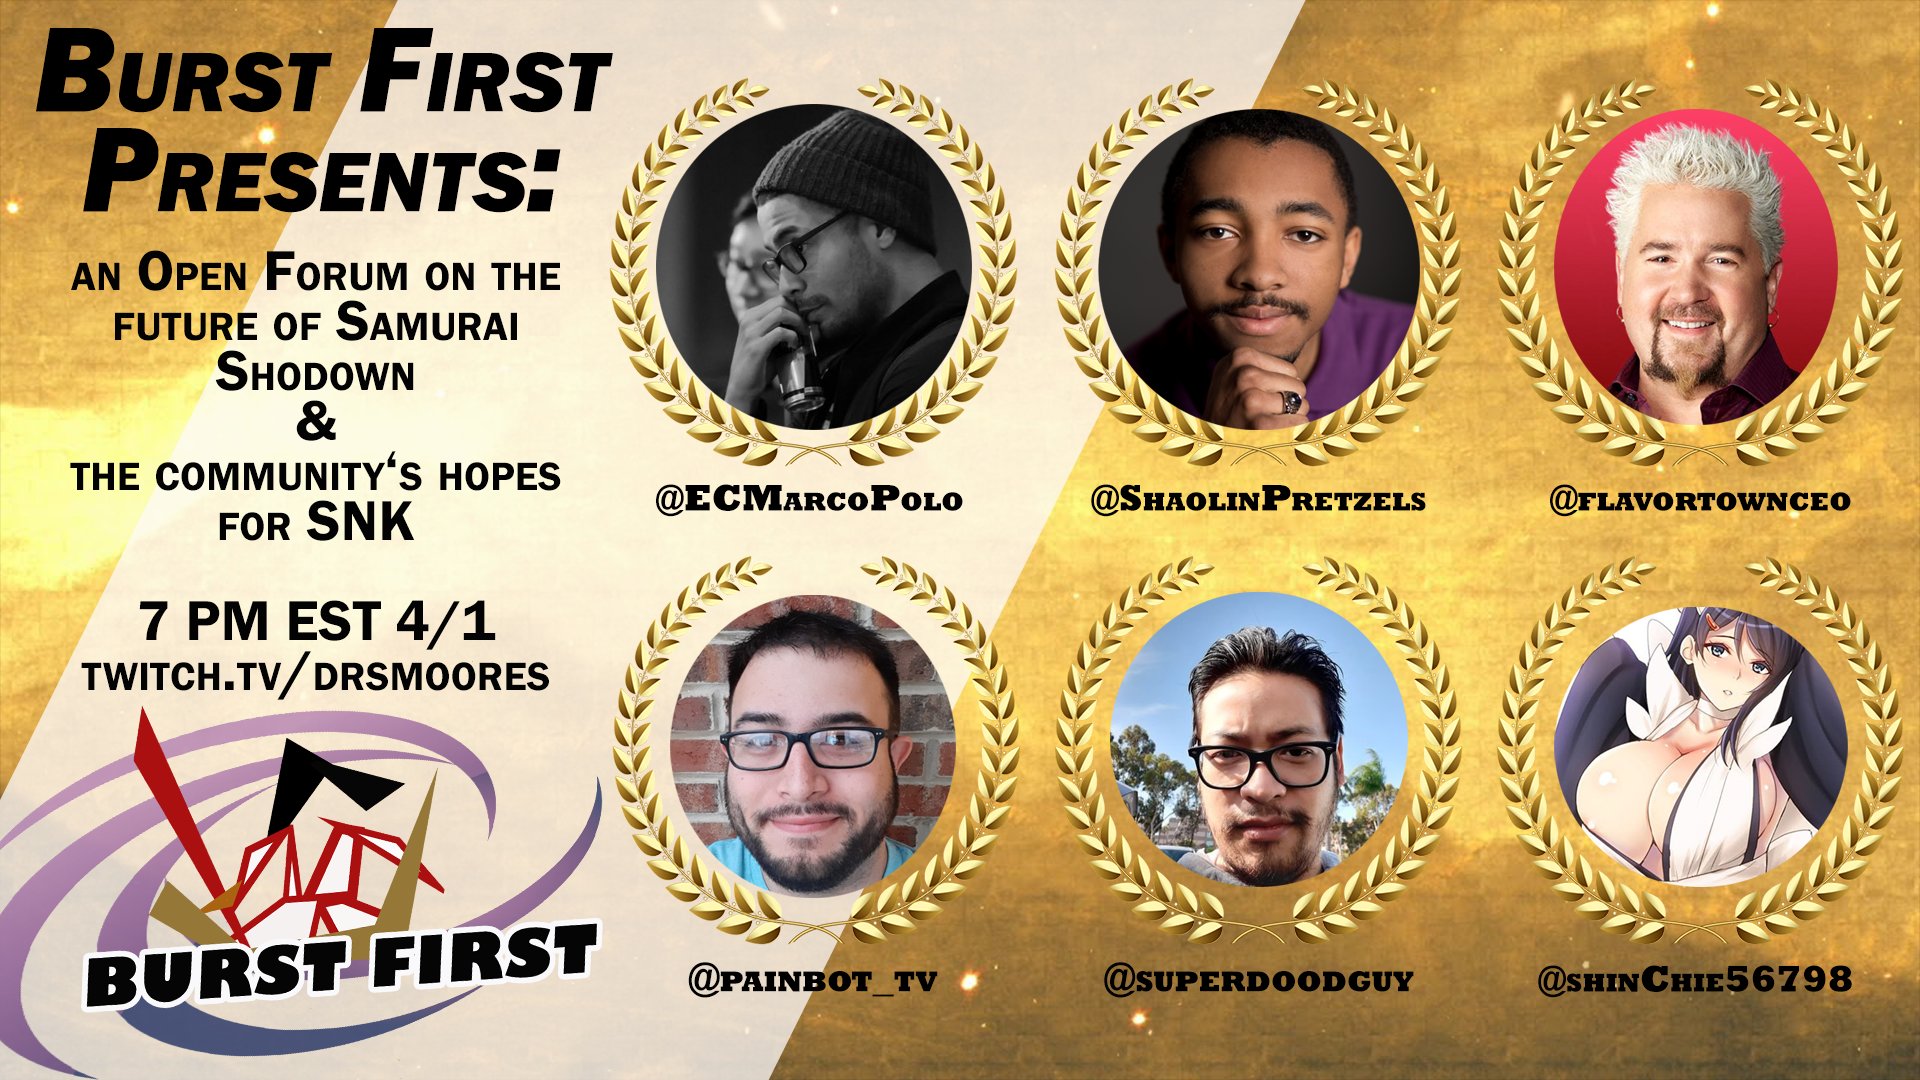 Burst First
Presents:
an Open Forum on the
future of Samurai
Shodown
&
the community‘s hopes
for SNK
7 PM EST 4/1
twitch.tv/drsmoores
BURST FIRST
@ECMarcoPolo
@ShaolinPretzels
@flavortownceo
@painbot_tv
@superdoodguy
@shinChie56798